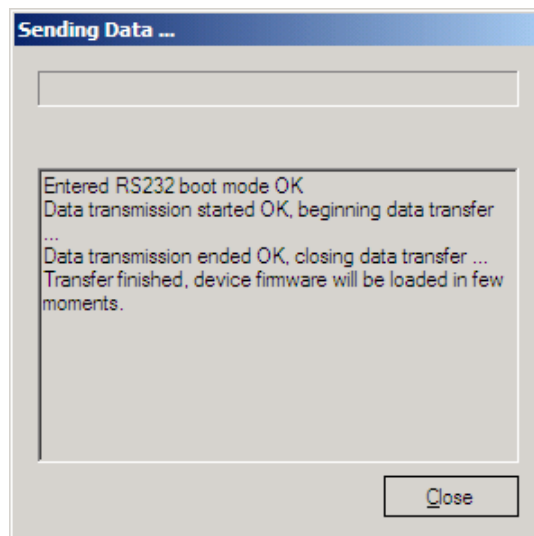 Sending Data ...
Entered RS232 boot mode OK
Data transmission started OK, beginning data transfer
...
Data transmission ended OK, closing data transfer ...
Transfer finished, device firmware will be loaded in few
moments.
Close